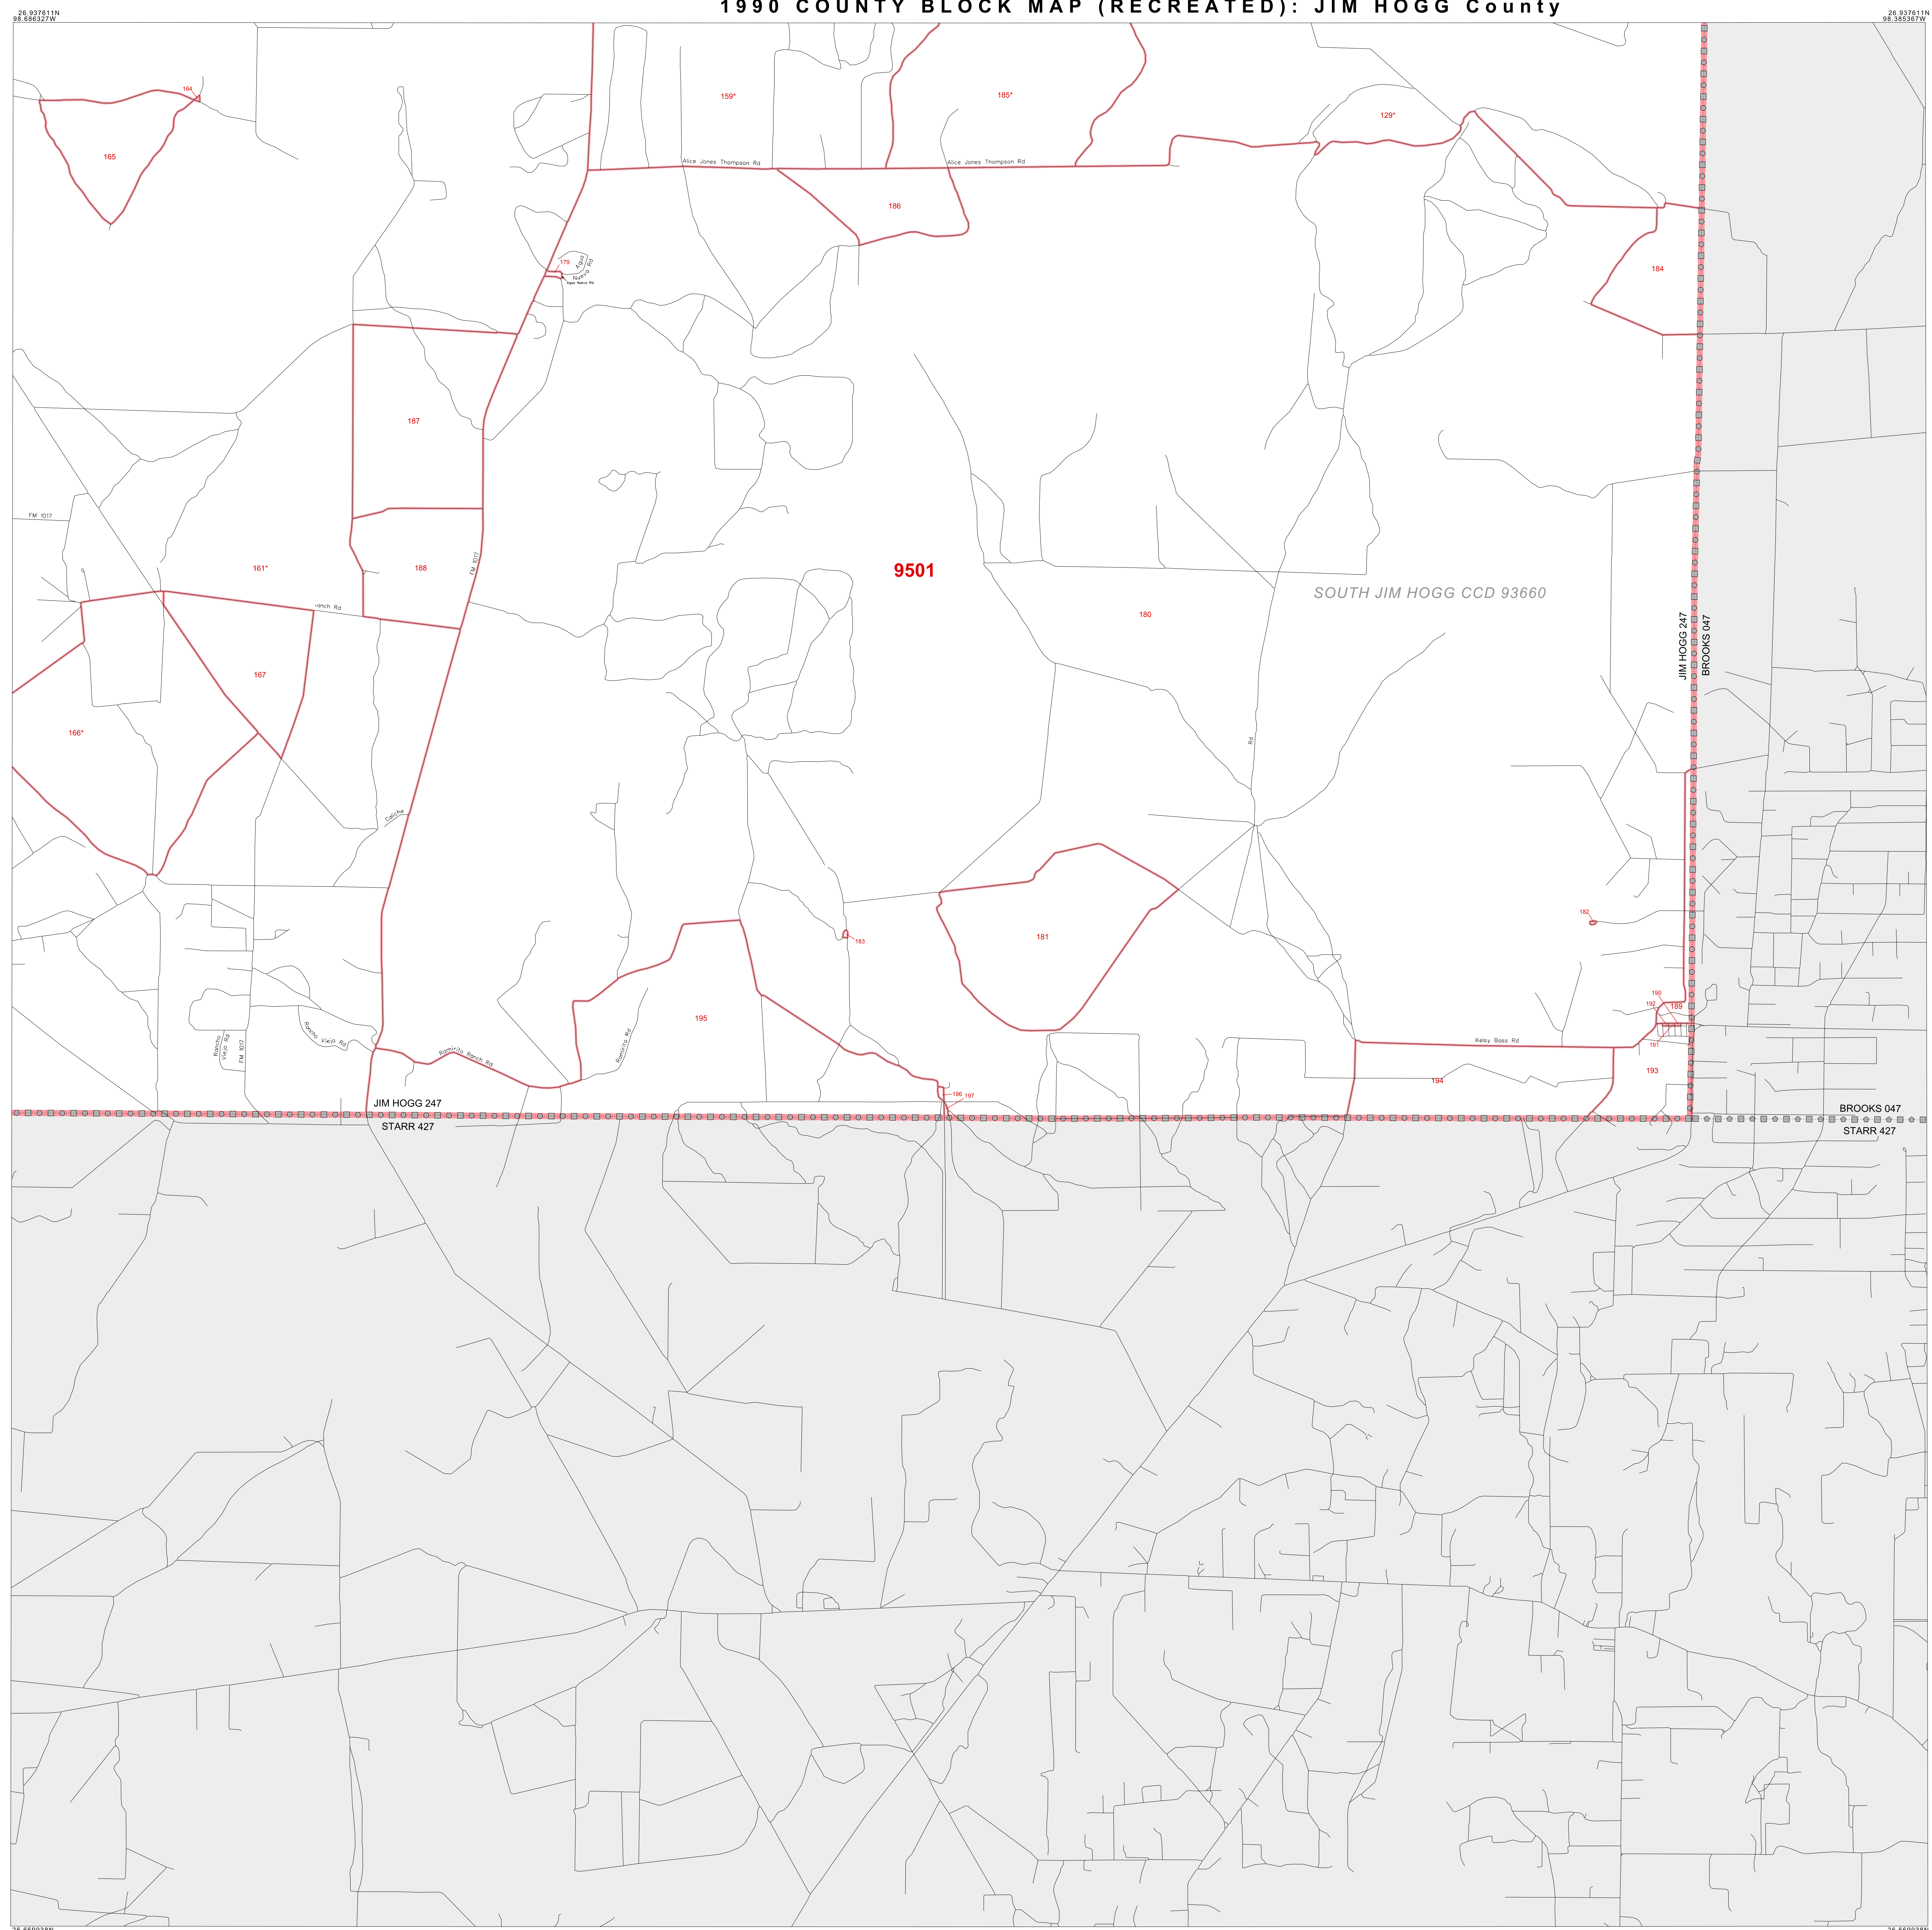 1990 COUNTY BLOCK MAP (RECREATED): JIM HOGG County
26.937611N
98.686327W
26.937611N
98.385367W
164
165
159*
185*
129*
Alice Jones Thompson Rd
Alice Jones Thompson Rd
186
179
Agua
Nueva Rd
Agua Nueva Rd
184
187
FM 1017
161*
188
FM 1017
9501
SOUTH JIM HOGG CCD 93660
anch Rd
180
JIM HOGG 247
BROOKS 047
167
166*
Rd
Caliche
182
181
183
190
192
189
195
Rancho
Viejo Rd
FM 1017
Rancho Viejo Rd
Ramirito Ranch Rd
Ramirito Rd
Kelsy Bass Rd
191
193
194
196
197
JIM HOGG 247
STARR 427
BROOKS 047
STARR 427